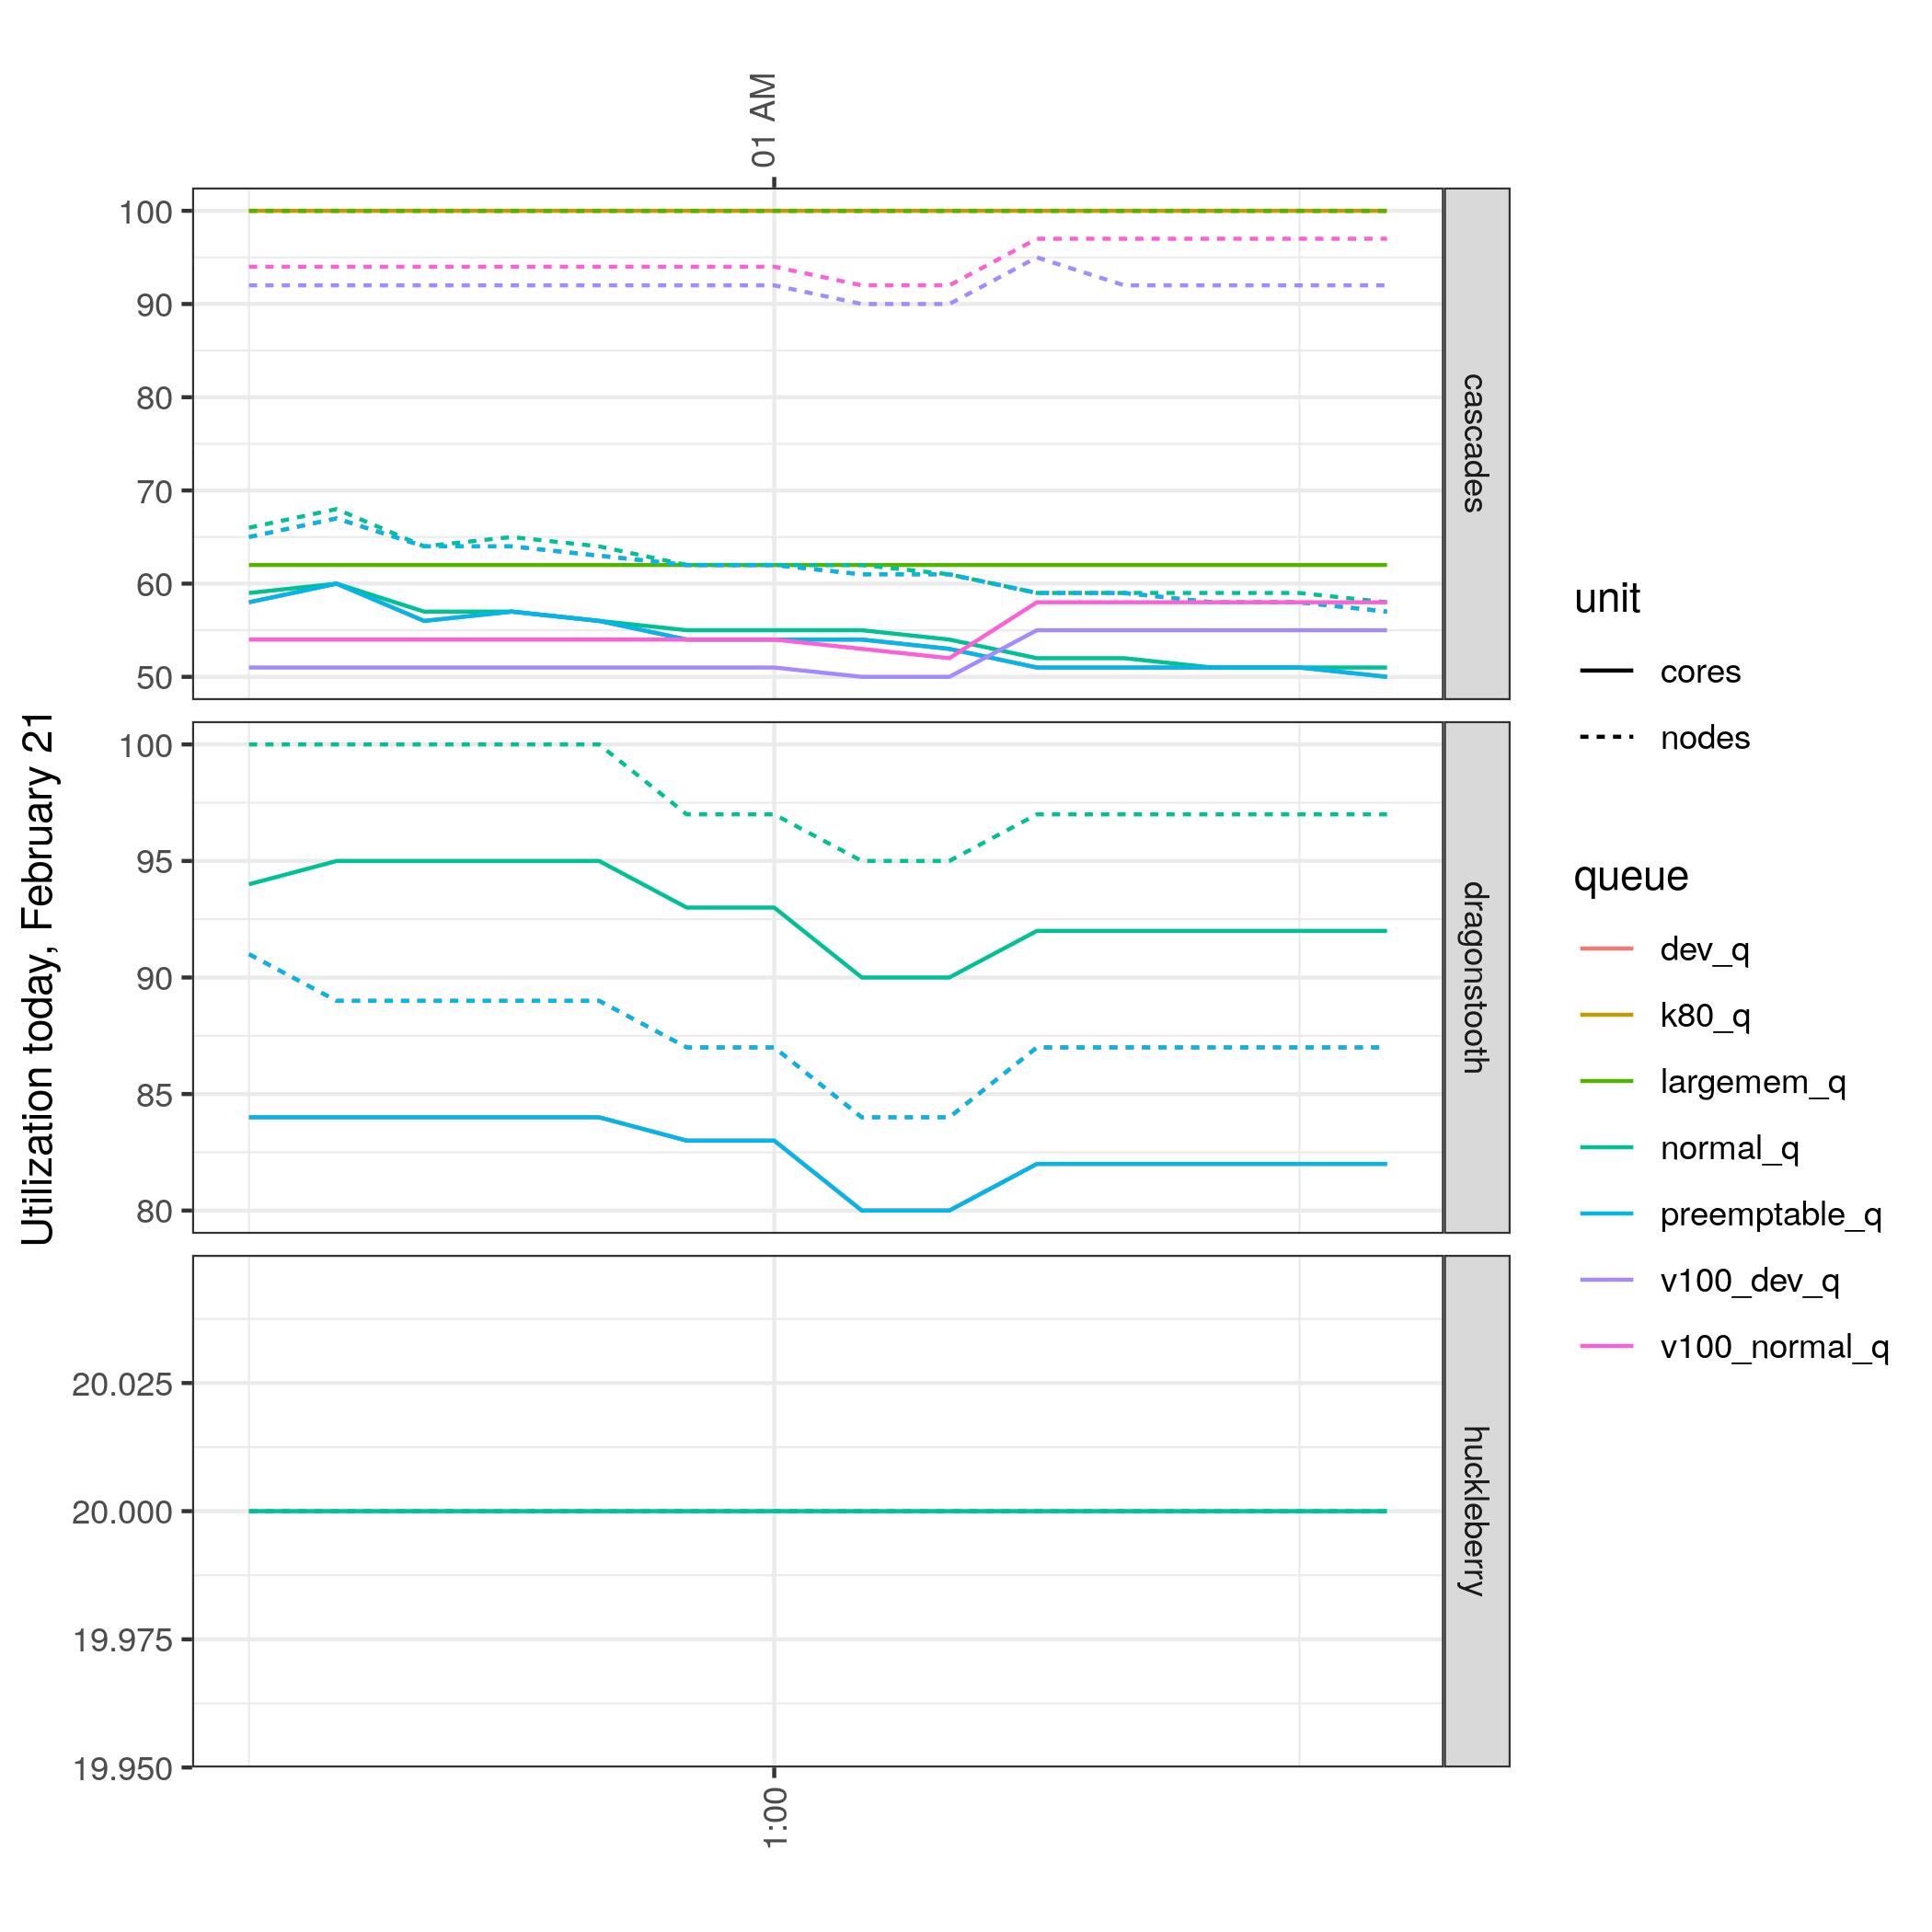 01 AM
100
90
80
70
60
50
cascades
100
95
90
85
80
dragonstooth
20.025
20.000
19.975
19.950
huckleberry
1:00
Utilization today, February 21
unit
cores
nodes
queue
dev_q
k80_q
largemem_q
normal_q
preemptable_q
v100_dev_q
v100_normal_q